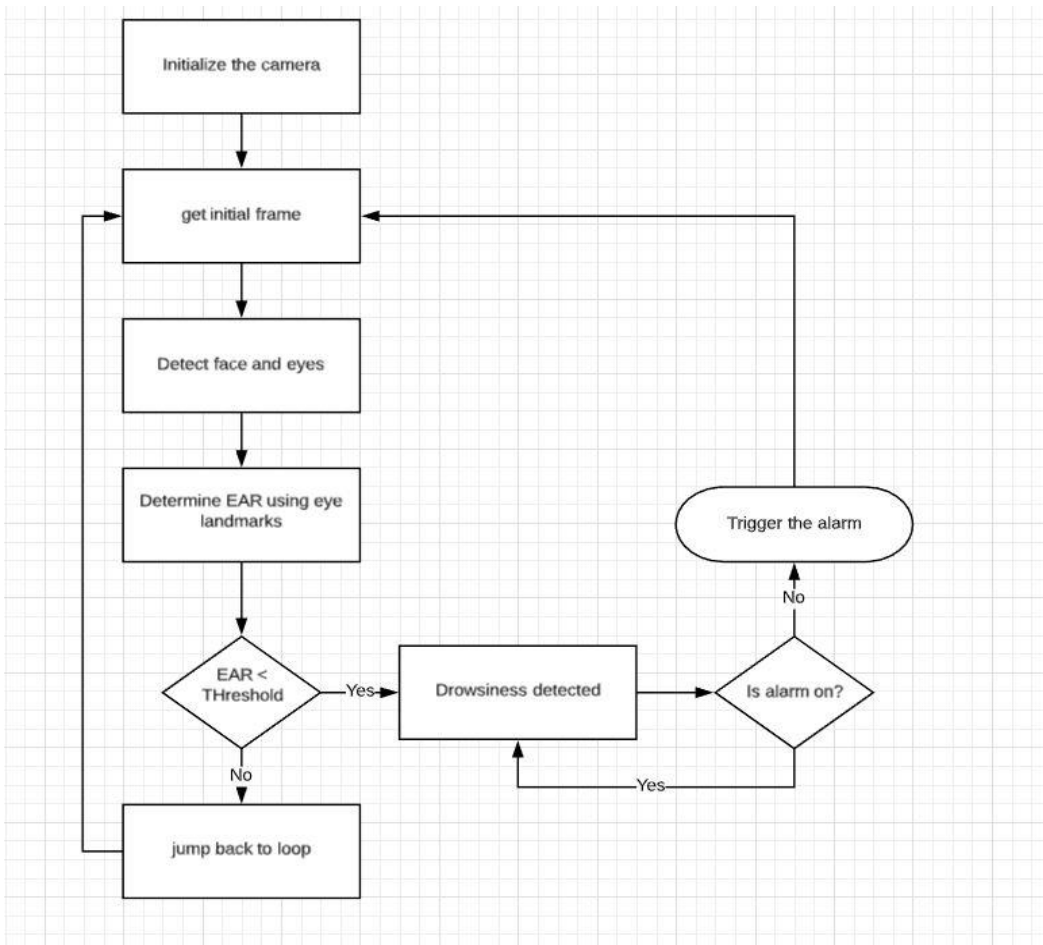 Initialize the camera
get initial frame
Detect face and eyes
Determine EAR using eye
landmarks
Trigger the alarm
No
EAR <
THreshold
Yes
Drowsiness detected
Is alarm on?
No
Yes
jump back to loop